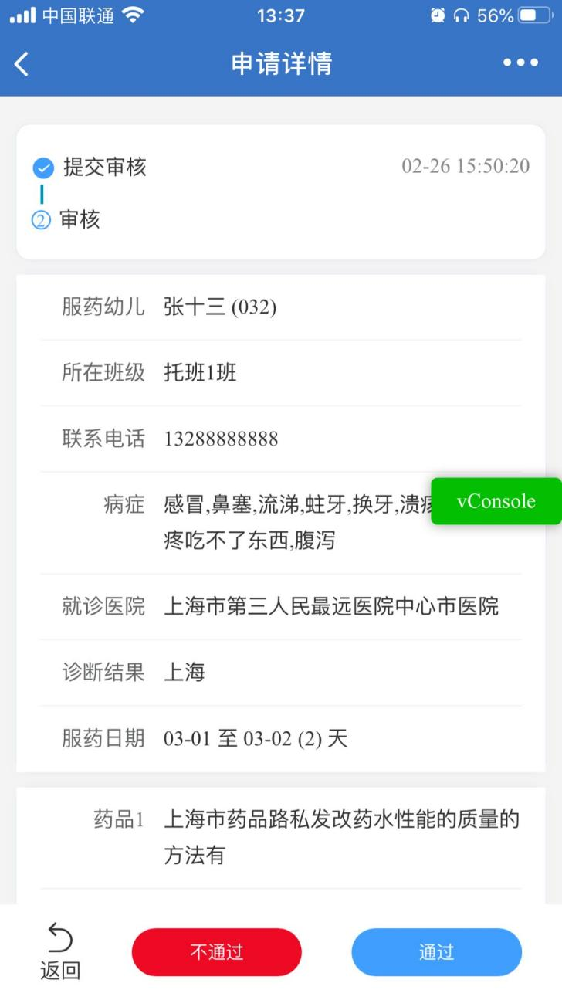 中国联通 13:37 56%
申请详情
提交审核 02-26 15:50:20
2 审核
服药幼儿 张十三 (032)
所在班级 托班1班
联系电话 13288888888
病症 感冒,鼻塞,流涕,蛀牙,换牙,溃
vConsole
疼吃不了东西,腹泻
就诊医院 上海市第三人民最远医院中心市医院
诊断结果 上海
服药日期 03-01 至 03-02 (2) 天
药品1 上海市药品路私发改药水性能的质量的
方法有
返回 不通过 通过